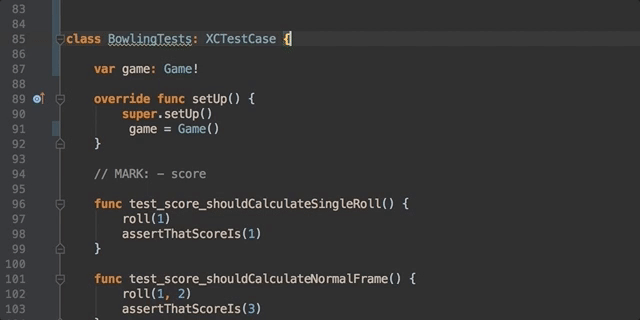 83
84
85 class BowlingTests: XCTestCase {
86
87 var game: Game!
88
89 override func setUp() {
90 super.setUp()
91 game = Game()
92 }
93
94 // MARK: - score
95
96 func test_score_shouldCalculateSingleRoll() {
97 roll(1)
98 assertThatScoreIs(1)
99 }
100
101 func test_score_shouldCalculateNormalFrame() {
102 roll(1, 2)
103 assertThatScoreIs(3)